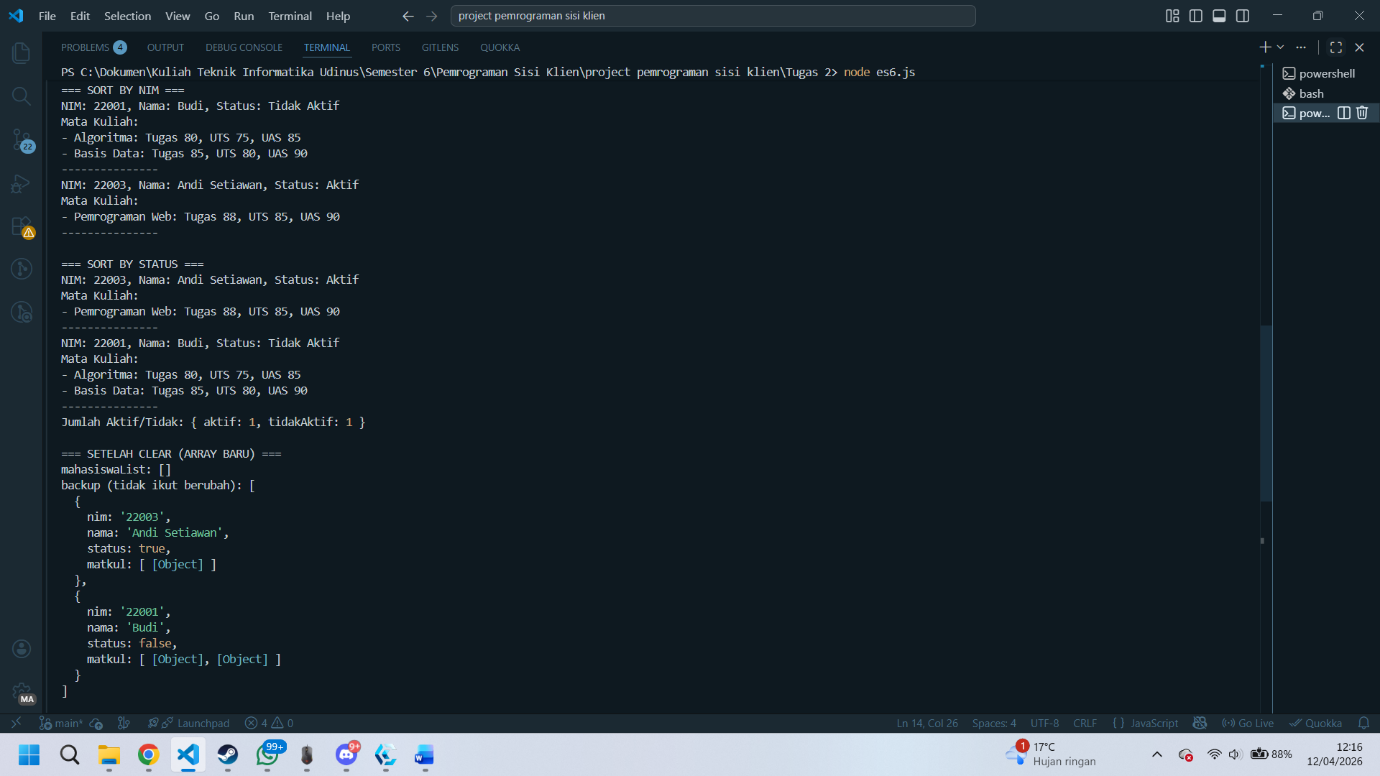 File Edit Selection View Go Run Terminal Help
project pemrograman sisi klien
PROBLEMS 4 OUTPUT DEBUG CONSOLE TERMINAL PORTS GITLENS QUOKKA
PS C:\Dokumen\Kuliah Teknik Informatika Udinus\Semester 6\Pemrograman Sisi Klien\project pemrograman sisi klien\Tugas 2> node es6.js
=== SORT BY NIM ===
NIM: 22001, Nama: Budi, Status: Tidak Aktif
Mata Kuliah:
- Algoritma: Tugas 80, UTS 75, UAS 85
- Basis Data: Tugas 85, UTS 80, UAS 90
---------------
NIM: 22003, Nama: Andi Setiawan, Status: Aktif
Mata Kuliah:
- Pemrograman Web: Tugas 88, UTS 85, UAS 90
---------------
=== SORT BY STATUS ===
NIM: 22003, Nama: Andi Setiawan, Status: Aktif
Mata Kuliah:
- Pemrograman Web: Tugas 88, UTS 85, UAS 90
---------------
NIM: 22001, Nama: Budi, Status: Tidak Aktif
Mata Kuliah:
- Algoritma: Tugas 80, UTS 75, UAS 85
- Basis Data: Tugas 85, UTS 80, UAS 90
---------------
Jumlah Aktif/Tidak: { aktif: 1, tidakAktif: 1 }
=== SETELAH CLEAR (ARRAY BARU) ===
mahasiswaList: []
backup (tidak ikut berubah): [
  {
    nim: '22003',
    nama: 'Andi Setiawan',
    status: true,
    matkul: [ [Object] ]
  },
  {
    nim: '22001',
    nama: 'Budi',
    status: false,
    matkul: [ [Object], [Object] ]
  }
]
powershell
bash
pow...
22
MA
main* Launchpad 4 0 Ln 14, Col 26 Spaces: 4 UTF-8 CRLF { } JavaScript Go Live Quokka
99+
9+
1
17°C
Hujan ringan
88%
12:16
12/04/2026